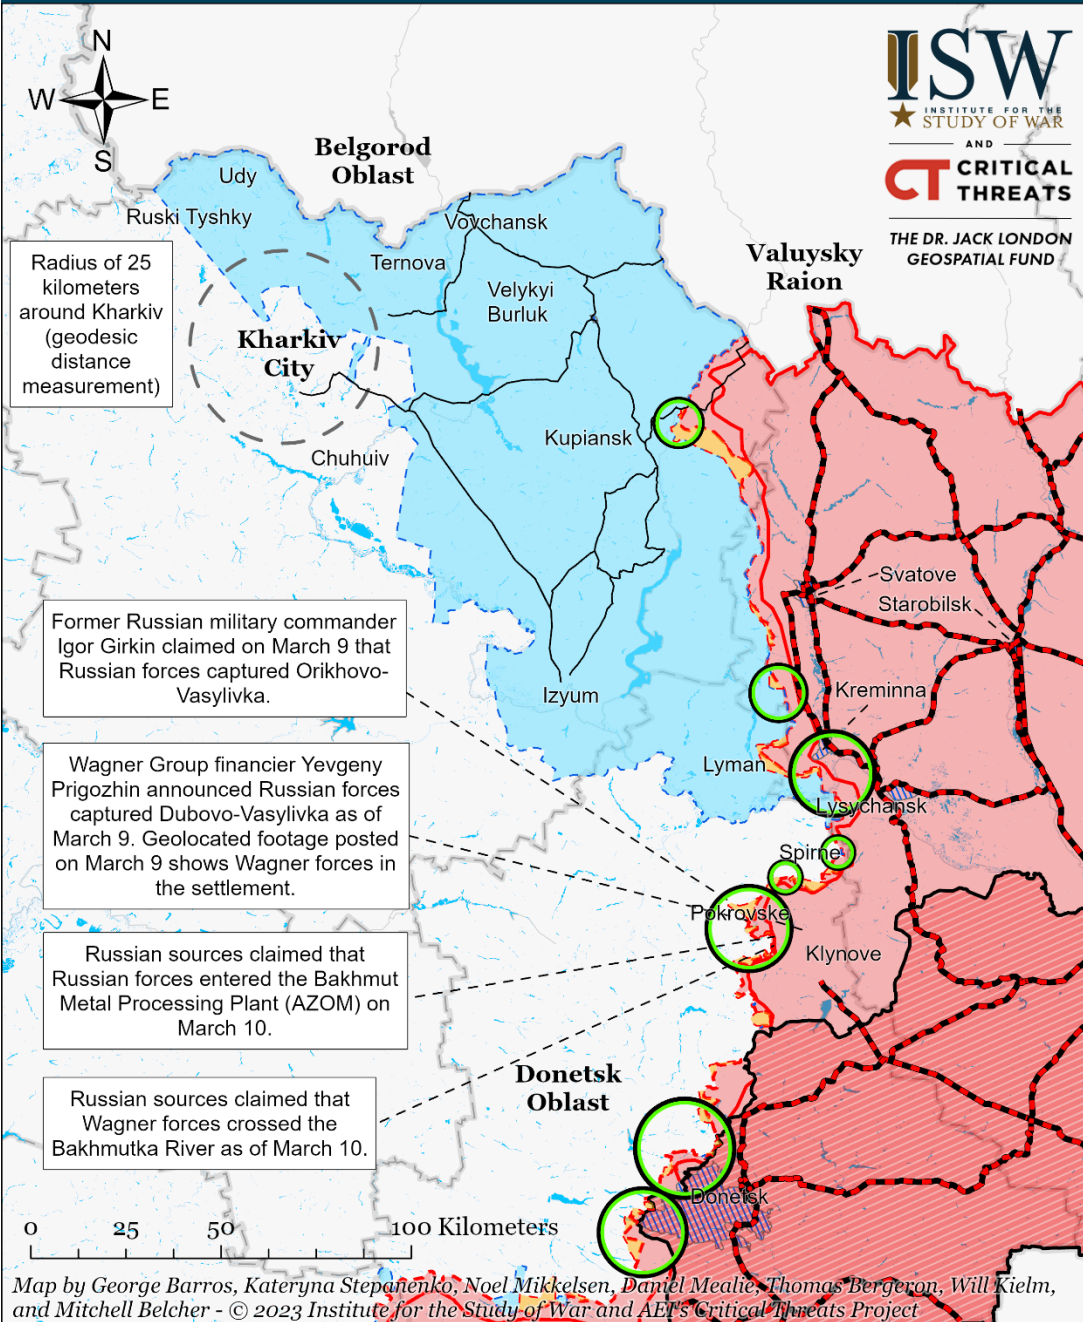 N
W
E
S
ISW
INSTITUTE FOR THE
STUDY OF WAR
AND
CT CRITICAL
THREATS
THE DR. JACK LONDON
GEOSPATIAL FUND
Belgorod
Oblast
Udy
Ruski Tyshky
Vovchansk
Ternova
Valuysky
Raion
Radius of 25
kilometers
around Kharkiv
(geodesic
distance
measurement)
Velykyi
Burluk
Kharkiv
City
Kupiansk
Chuhuiv
Svatove
Starobilsk
Former Russian military commander
Igor Girkin claimed on March 9 that
Russian forces captured Orikhovo-
Vasylivka.
Izyum
Kreminna
Wagner Group financier Yevgeny
Prigozhin announced Russian forces
captured Dubovo-Vasylivka as of
March 9. Geolocated footage posted
on March 9 shows Wagner forces in
the settlement.
Lyman
Lysychansk
Spirne
Pokrovske
Klynove
Russian sources claimed that
Russian forces entered the Bakhmut
Metal Processing Plant (AZOM) on
March 10.
Donetsk
Oblast
Russian sources claimed that
Wagner forces crossed the
Bakhmutka River as of March 10.
Donetsk
0 25 50 100 Kilometers
Map by George Barros, Kateryna Stepanenko, Noel Mikkelsen, Daniel Mealie, Thomas Bergeron, Will Kielm,
and Mitchell Belcher - © 2023 Institute for the Study of War and AEI's Critical Threats Project